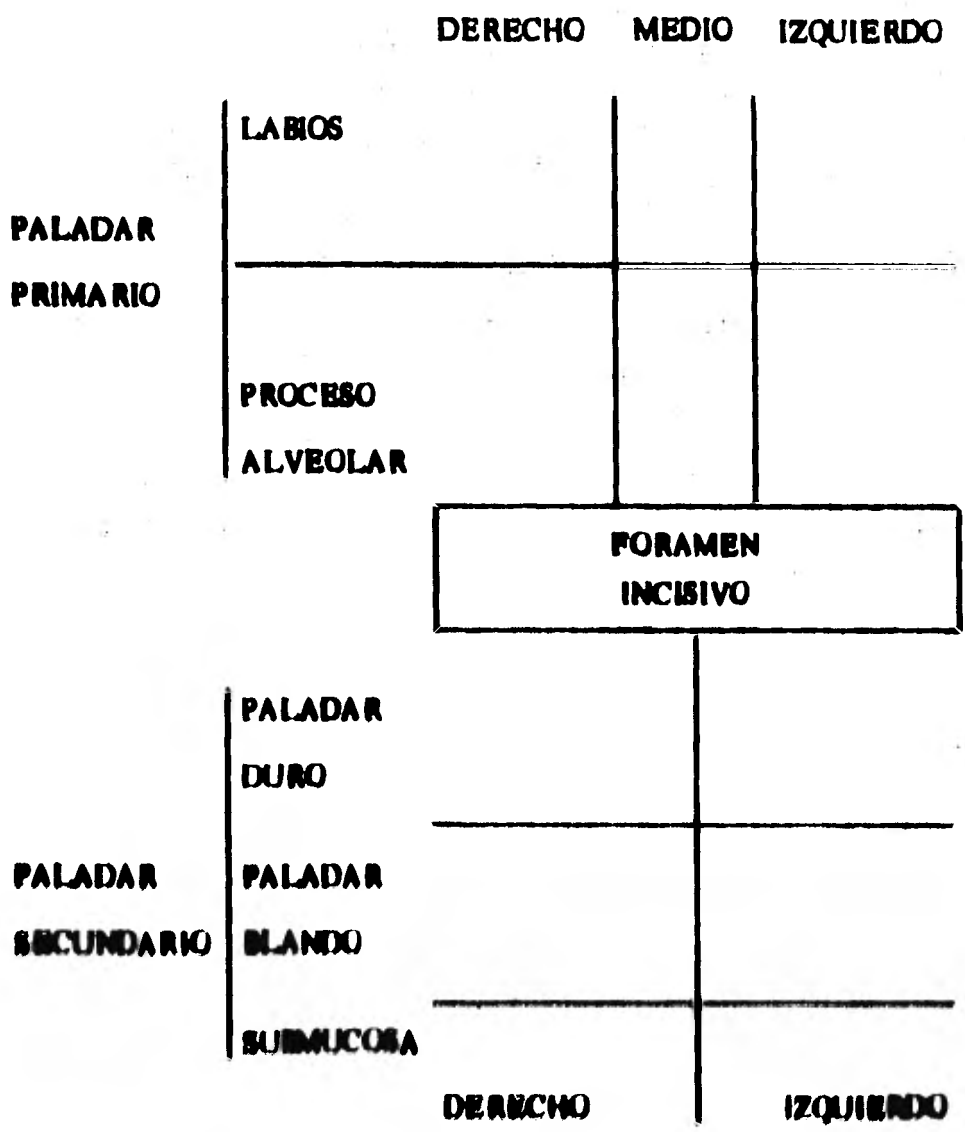 DERECHO MEDIO IZQUIERDO
LABIOS
PALADAR
PRIMARIO
PROCESO
ALVEOLAR
FORAMEN
INCISIVO
PALADAR
DURO
PALADAR PALADAR
SECUNDARIO BLANDO
SUBMUCOSA
DERECHO IZQUIERDO